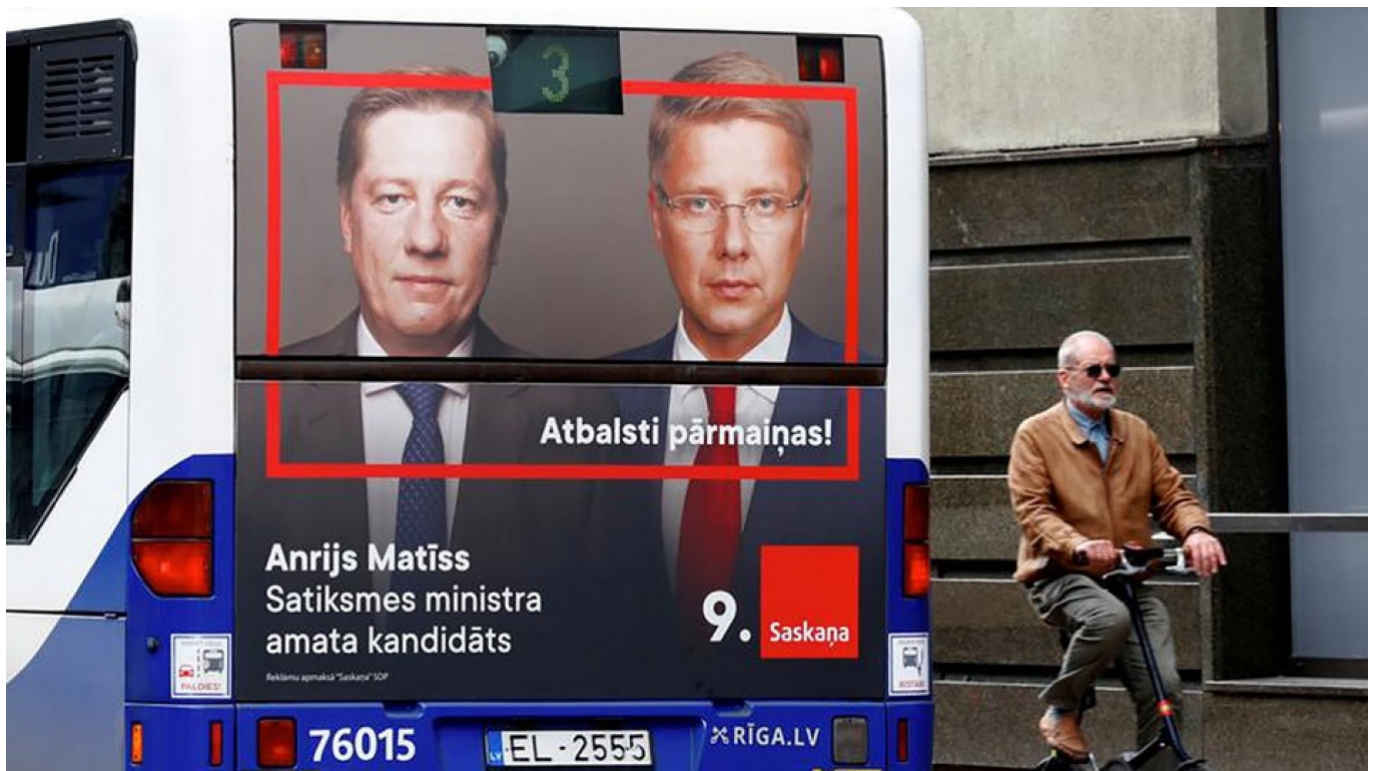 3
Atbalsti pārmaiņas!
Anrijs Matīss
Satiksmes ministra
amata kandidāts
9.
Saskaņa
Reklāmu apmaksā "Saskaņa" SDP
PALDIES!
76015
LV
EL-2555
RĪGA.LV